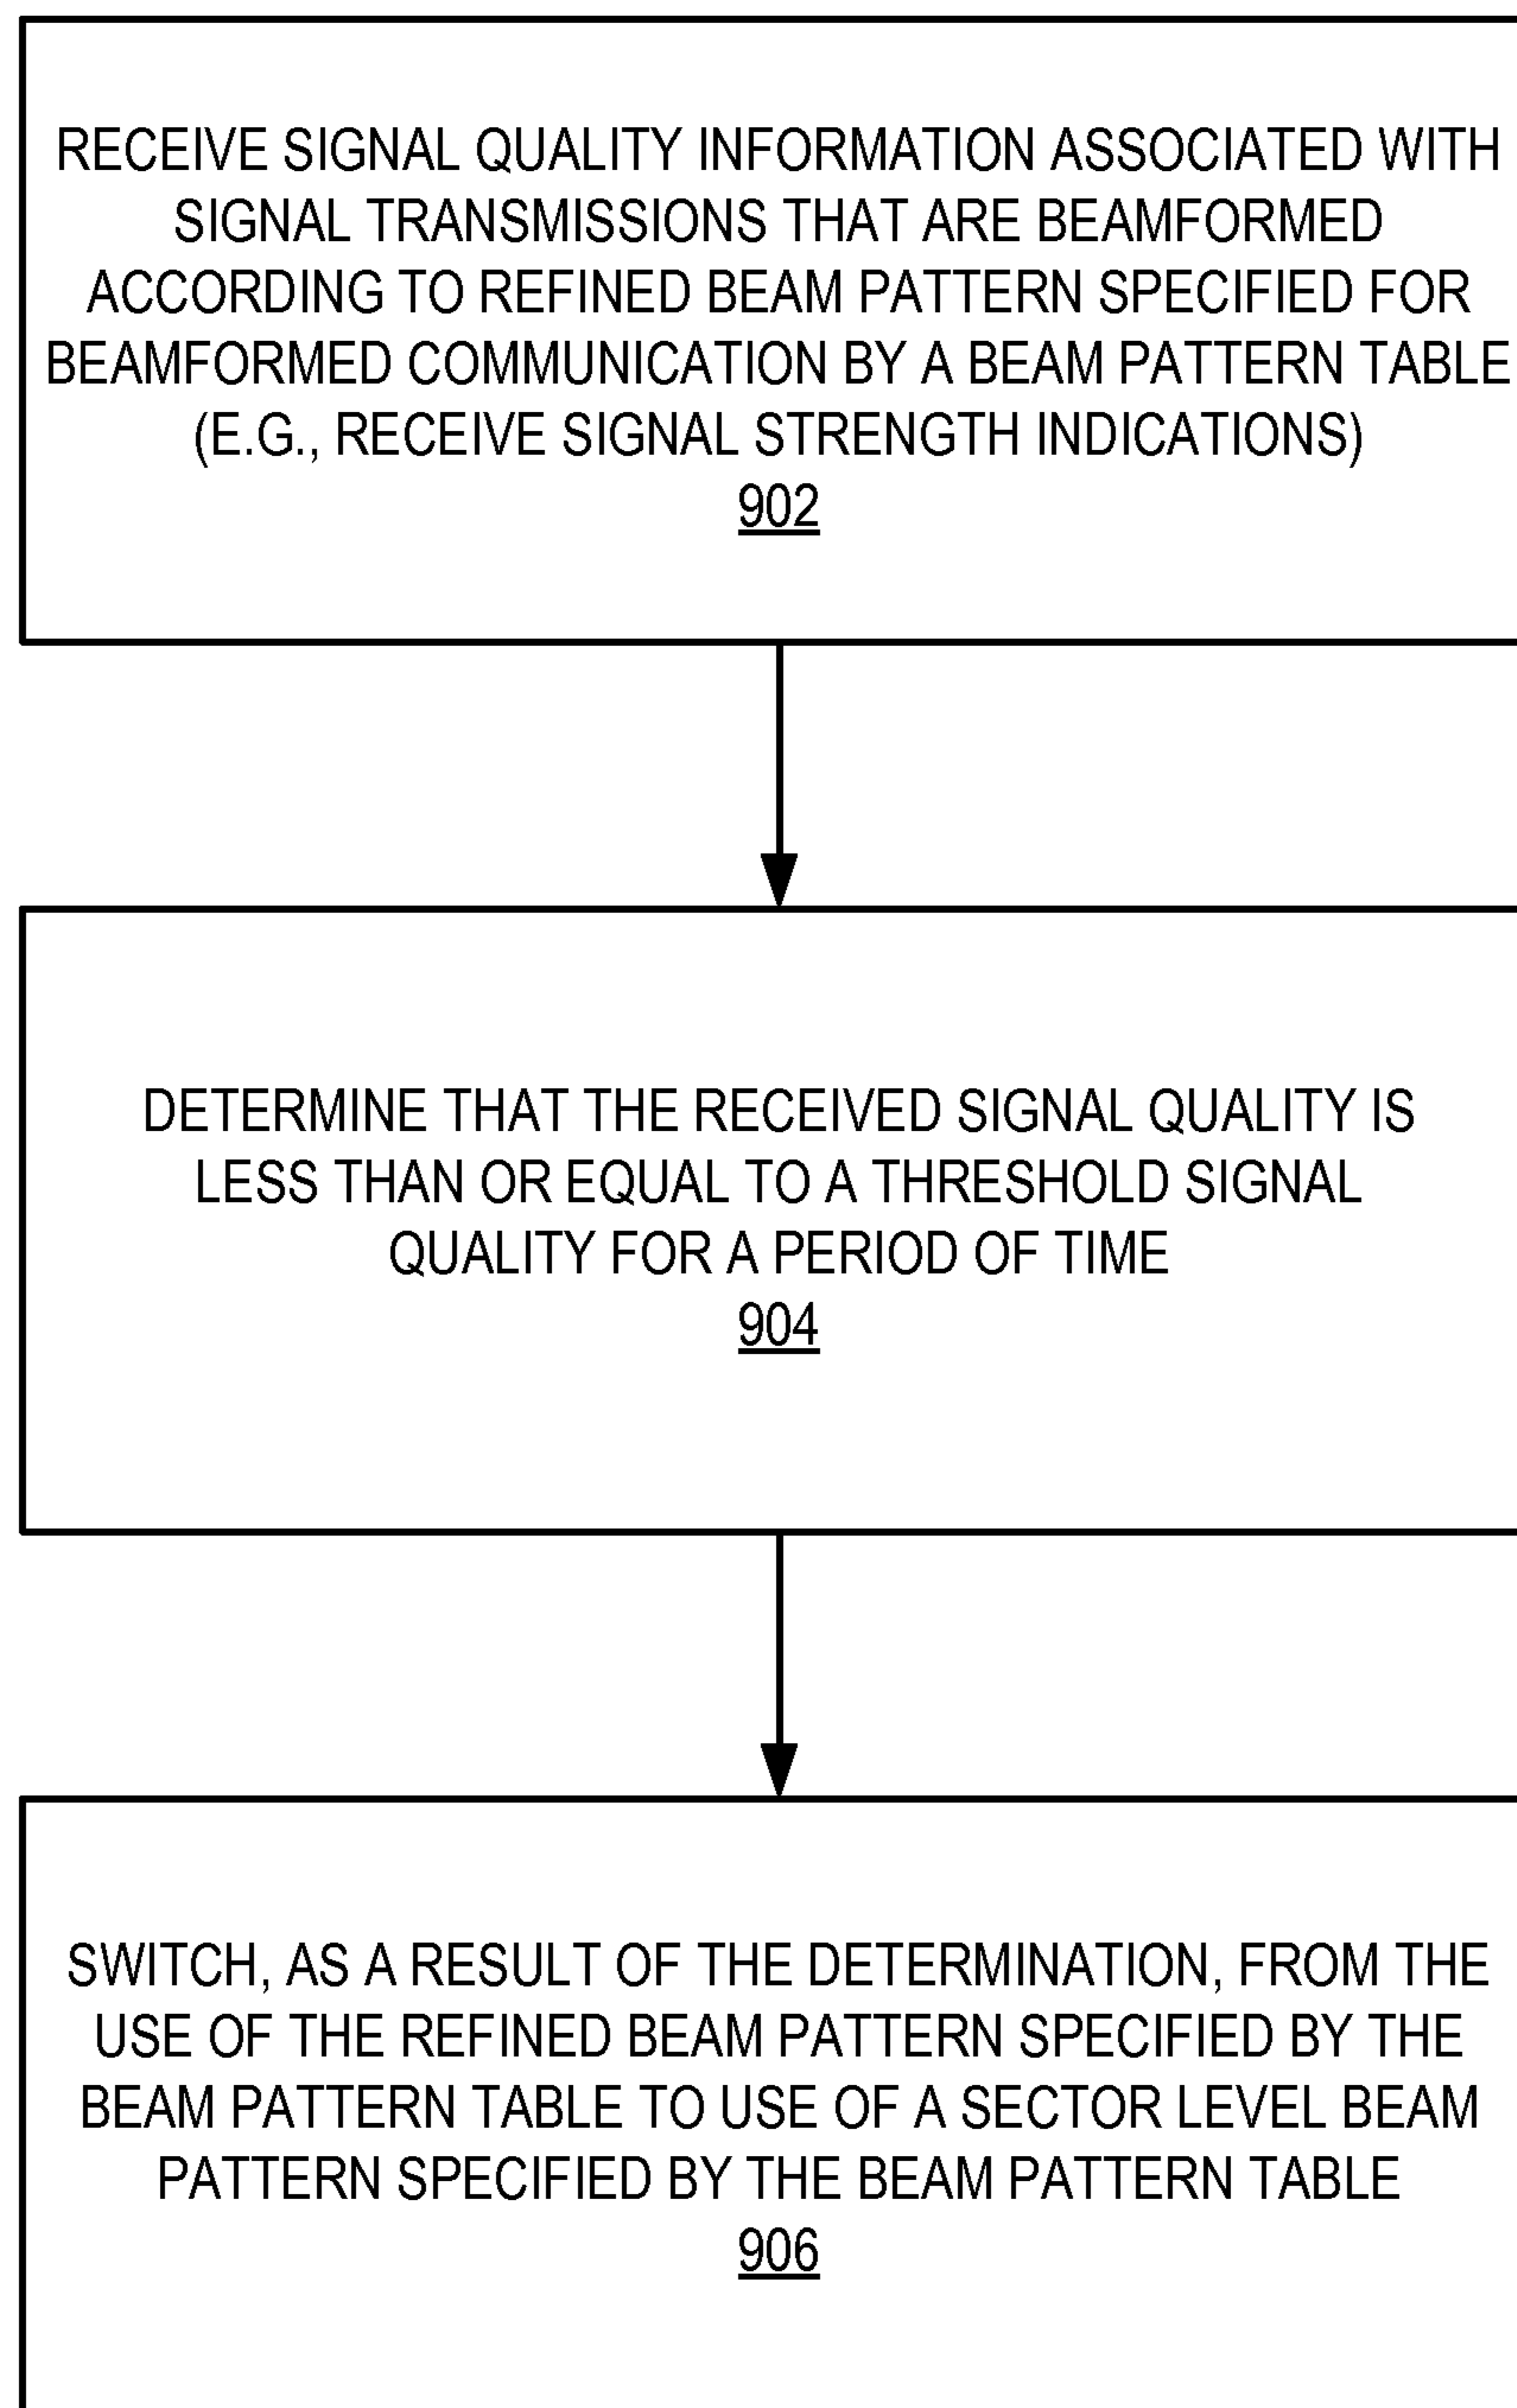 RECEIVE SIGNAL QUALITY INFORMATION ASSOCIATED WITH
SIGNAL TRANSMISSIONS THAT ARE BEAMFORMED
ACCORDING TO REFINED BEAM PATTERN SPECIFIED FOR
BEAMFORMED COMMUNICATION BY A BEAM PATTERN TABLE
(E.G., RECEIVE SIGNAL STRENGTH INDICATIONS)
902
DETERMINE THAT THE RECEIVED SIGNAL QUALITY IS
LESS THAN OR EQUAL TO A THRESHOLD SIGNAL
QUALITY FOR A PERIOD OF TIME
904
SWITCH, AS A RESULT OF THE DETERMINATION, FROM THE
USE OF THE REFINED BEAM PATTERN SPECIFIED BY THE
BEAM PATTERN TABLE TO USE OF A SECTOR LEVEL BEAM
PATTERN SPECIFIED BY THE BEAM PATTERN TABLE
906